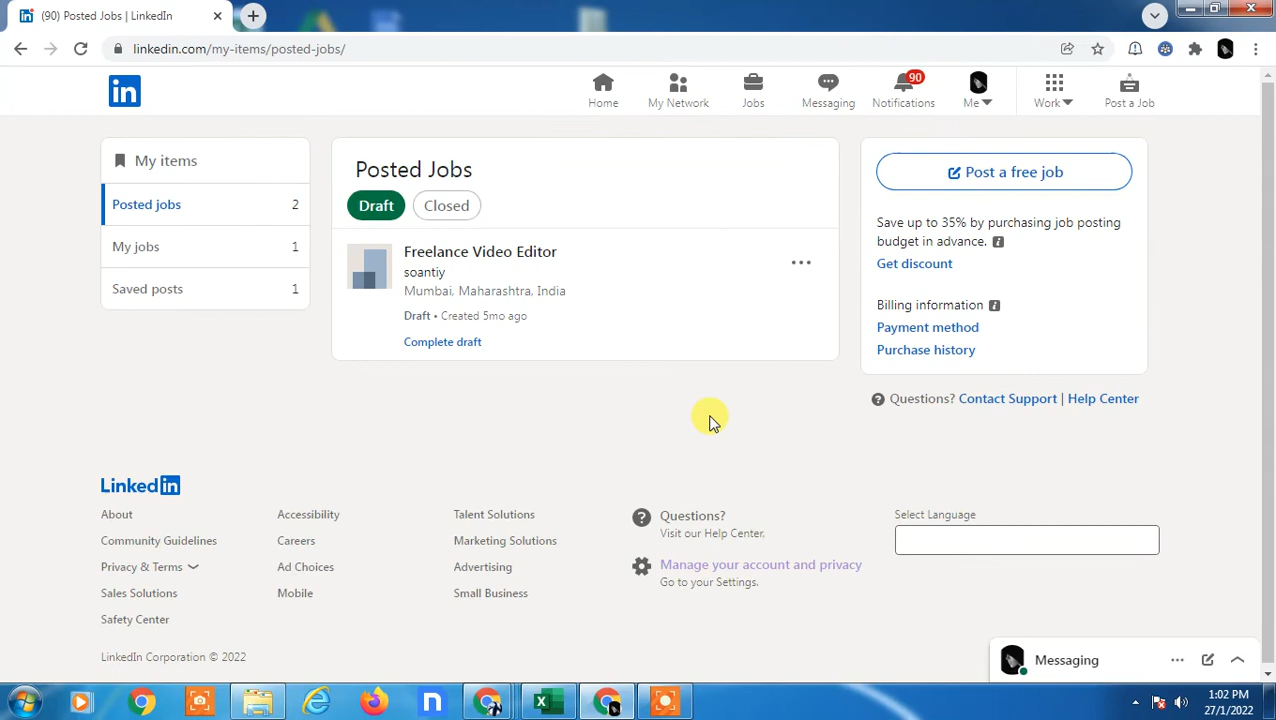 (90) Posted Jobs | LinkedIn
linkedin.com/my-items/posted-jobs/
in
Home
My Network
Jobs
Messaging
90
Notifications
Me
Work
Post a Job
My items
Posted jobs 2
My jobs 1
Saved posts 1
Posted Jobs
Draft Closed
Freelance Video Editor
soantiy
Mumbai, Maharashtra, India
Draft • Created 5mo ago
Complete draft
Post a free job
Save up to 35% by purchasing job posting
budget in advance.
Get discount
Billing information
Payment method
Purchase history
Questions? Contact Support | Help Center
LinkedIn
About
Community Guidelines
Privacy & Terms
Sales Solutions
Safety Center
Accessibility
Careers
Ad Choices
Mobile
Talent Solutions
Marketing Solutions
Advertising
Small Business
Questions?
Visit our Help Center.
Manage your account and privacy
Go to your Settings.
Select Language
LinkedIn Corporation © 2022
Messaging
1:02 PM
27/1/2022